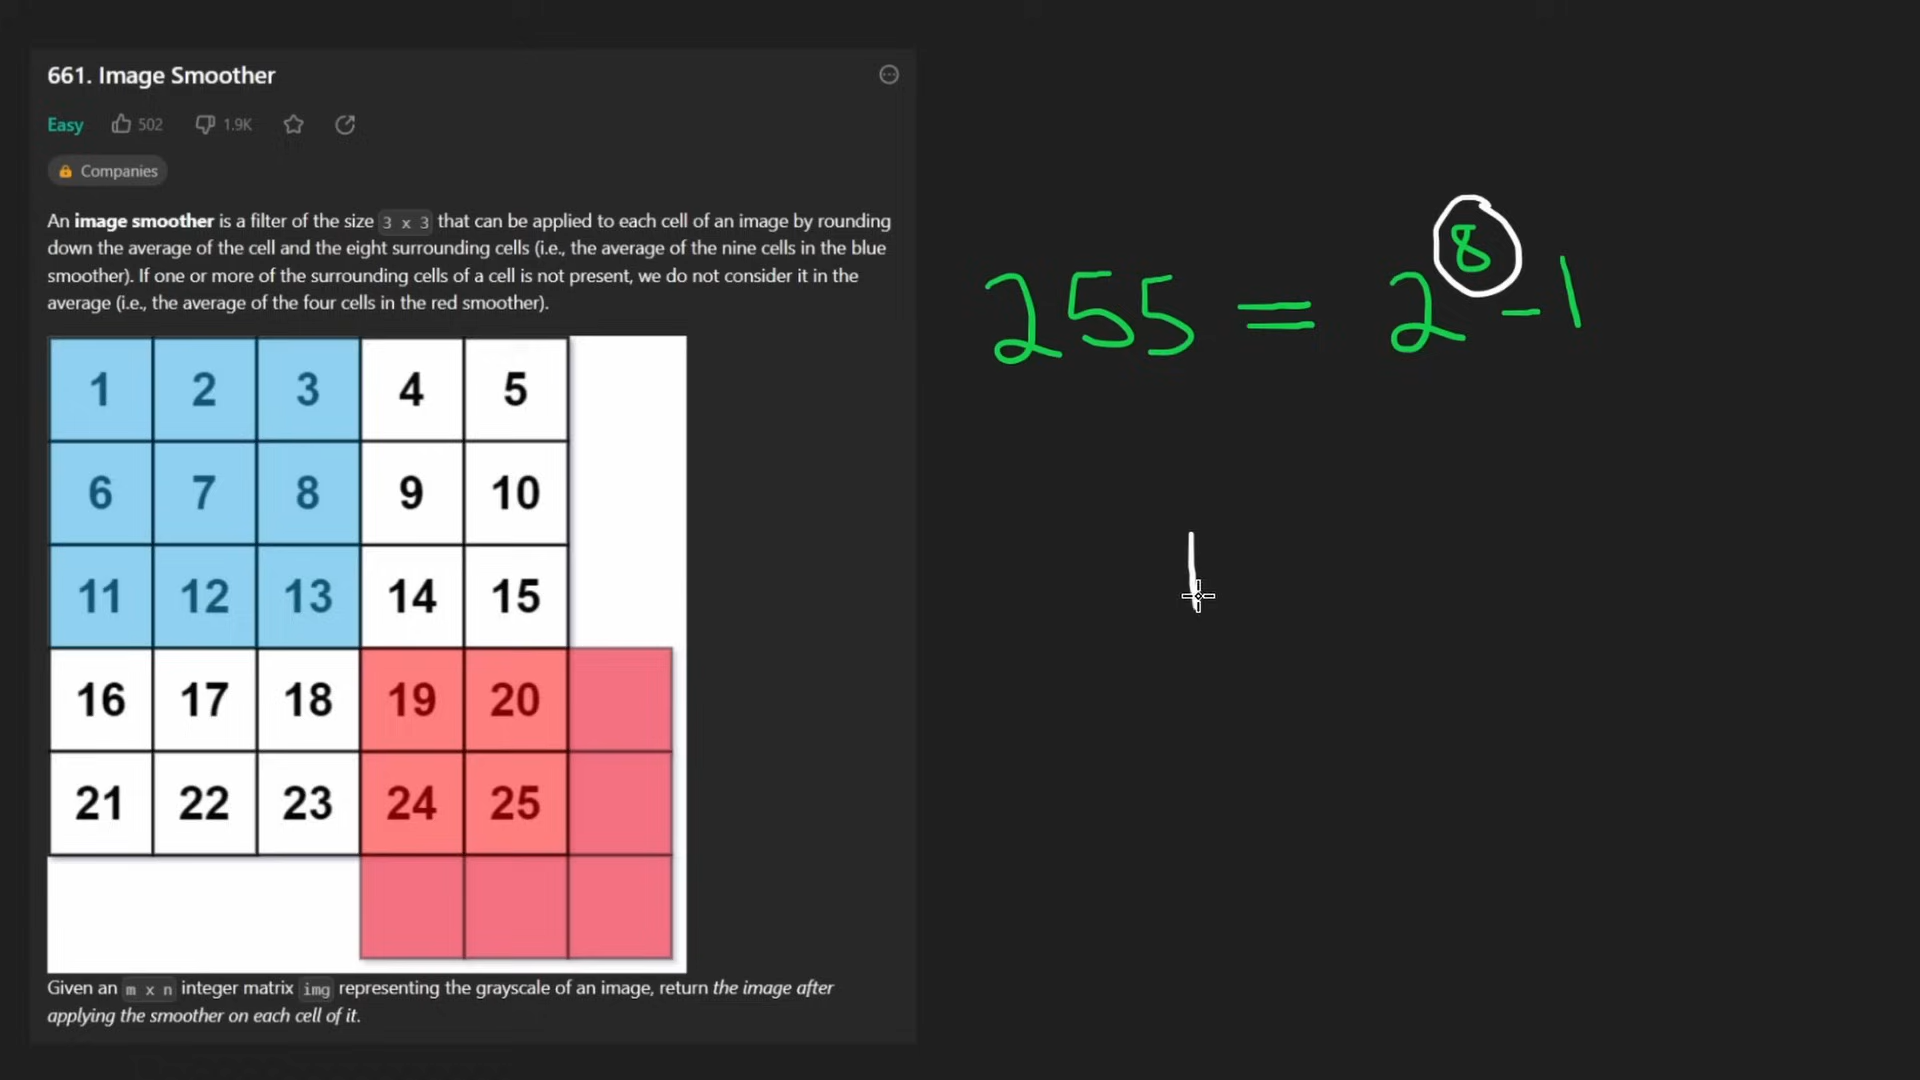 661. Image Smoother
Easy 502 1.9K
Companies
An image smoother is a filter of the size 3 x 3 that can be applied to each cell of an image by rounding
down the average of the cell and the eight surrounding cells (i.e., the average of the nine cells in the blue
smoother). If one or more of the surrounding cells of a cell is not present, we do not consider it in the
average (i.e., the average of the four cells in the red smoother).
1 2 3 4 5
6 7 8 9 10
11 12 13 14 15
16 17 18 19 20
21 22 23 24 25
Given an m x n integer matrix img representing the grayscale of an image, return the image after
applying the smoother on each cell of it.
255 = 2^8 - 1